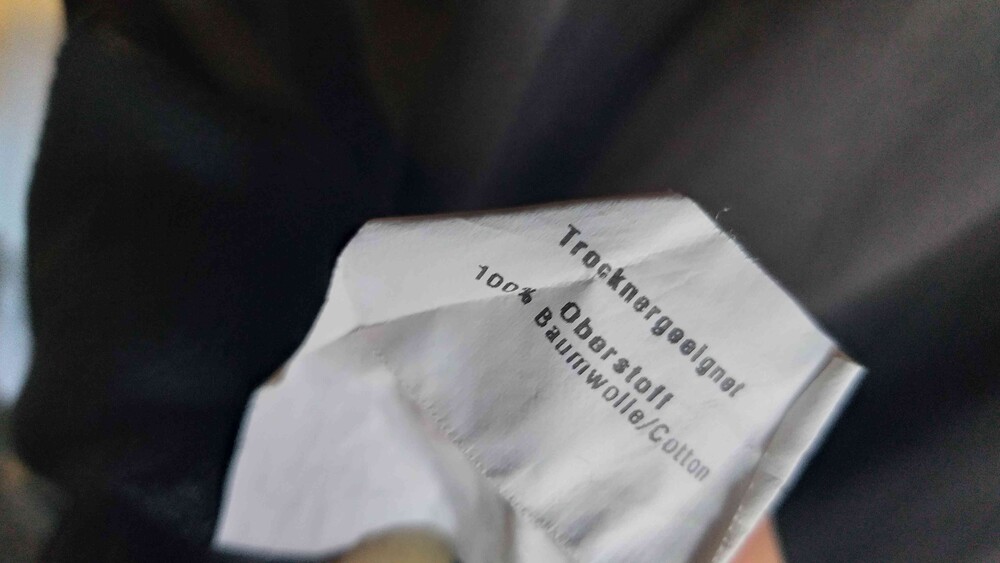 Trocknergeeignet
Oberstoff
100% Baumwolle/Cotton